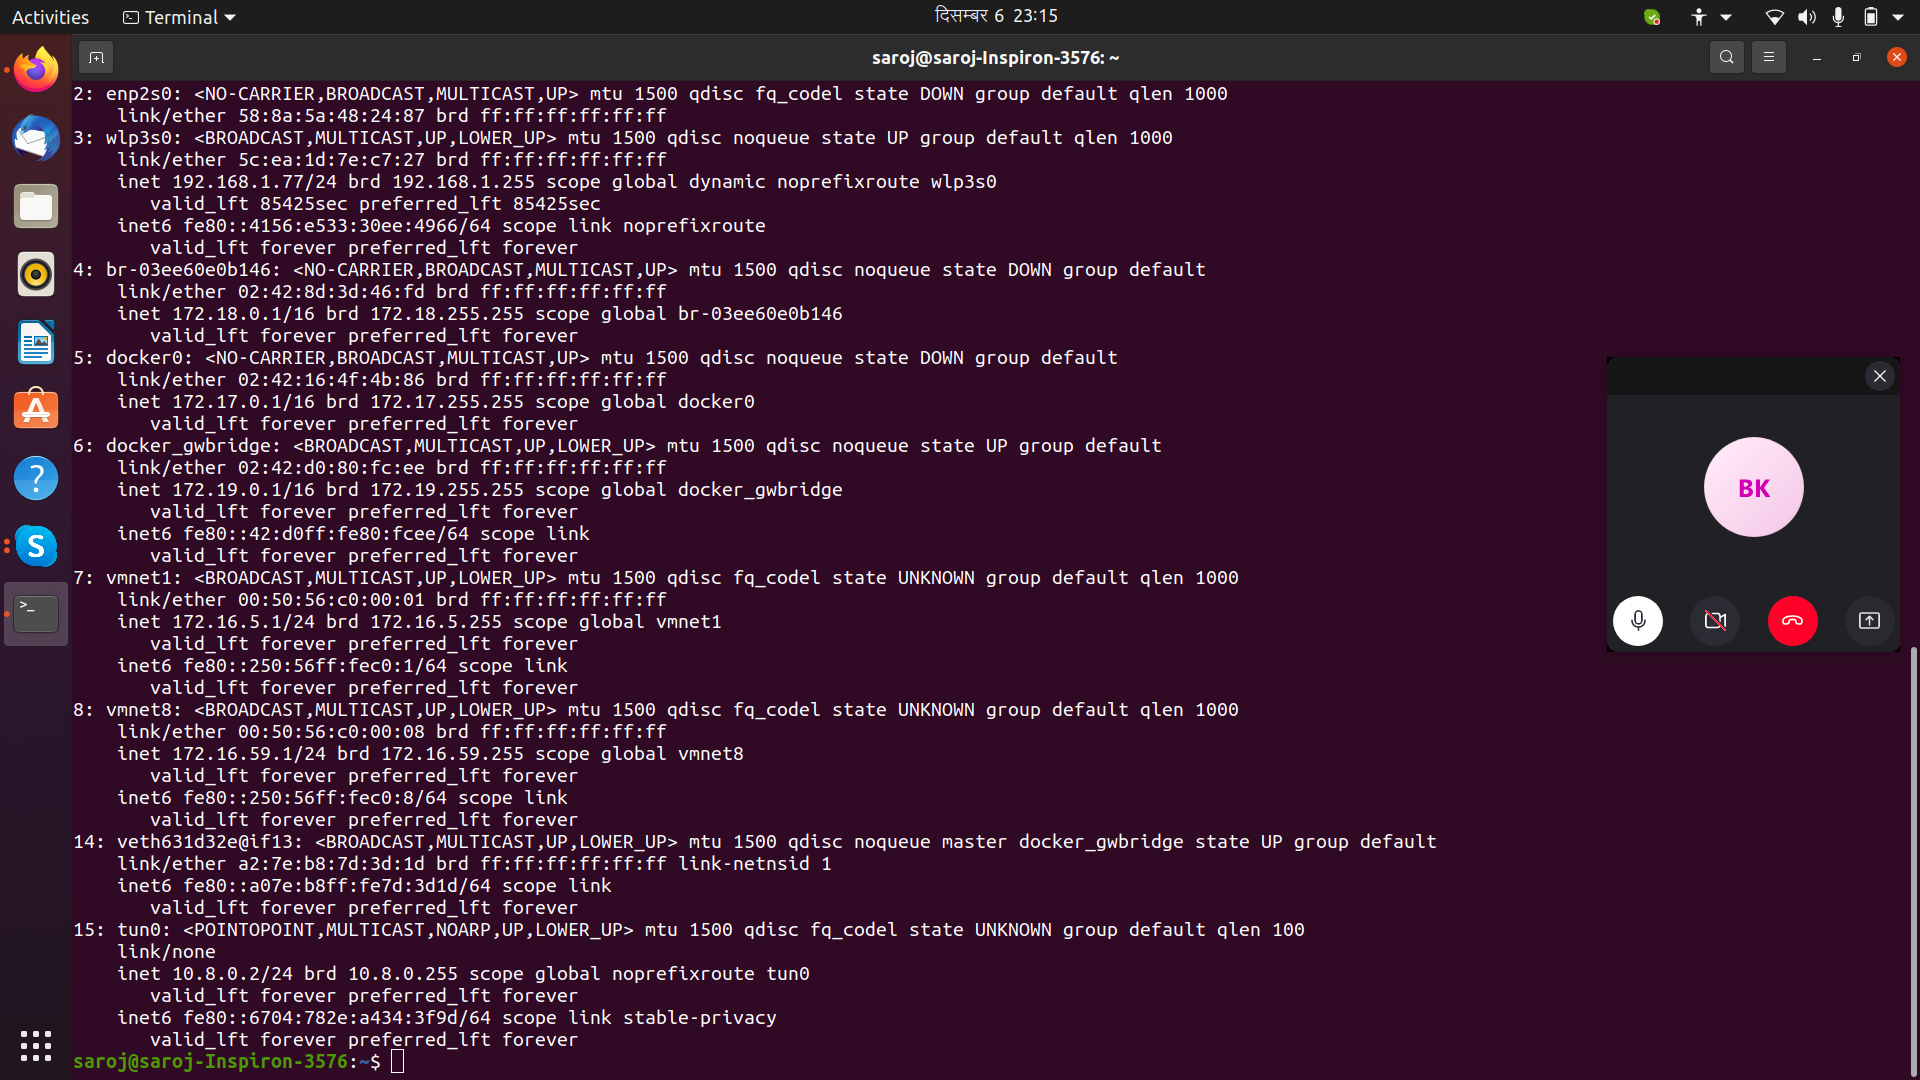 Activities
Terminal
दिसम्बर 6 23:15
saroj@saroj-Inspiron-3576: ~
2: enp2s0: <NO-CARRIER,BROADCAST,MULTICAST,UP> mtu 1500 qdisc fq_codel state DOWN group default qlen 1000
    link/ether 58:8a:5a:48:24:87 brd ff:ff:ff:ff:ff:ff
3: wlp3s0: <BROADCAST,MULTICAST,UP,LOWER_UP> mtu 1500 qdisc noqueue state UP group default qlen 1000
    link/ether 5c:ea:1d:7e:c7:27 brd ff:ff:ff:ff:ff:ff
    inet 192.168.1.77/24 brd 192.168.1.255 scope global dynamic noprefixroute wlp3s0
       valid_lft 85425sec preferred_lft 85425sec
    inet6 fe80::4156:e533:30ee:4966/64 scope link noprefixroute
       valid_lft forever preferred_lft forever
4: br-03ee60e0b146: <NO-CARRIER,BROADCAST,MULTICAST,UP> mtu 1500 qdisc noqueue state DOWN group default
    link/ether 02:42:8d:3d:46:fd brd ff:ff:ff:ff:ff:ff
    inet 172.18.0.1/16 brd 172.18.255.255 scope global br-03ee60e0b146
       valid_lft forever preferred_lft forever
5: docker0: <NO-CARRIER,BROADCAST,MULTICAST,UP> mtu 1500 qdisc noqueue state DOWN group default
    link/ether 02:42:16:4f:4b:86 brd ff:ff:ff:ff:ff:ff
    inet 172.17.0.1/16 brd 172.17.255.255 scope global docker0
       valid_lft forever preferred_lft forever
6: docker_gwbridge: <BROADCAST,MULTICAST,UP,LOWER_UP> mtu 1500 qdisc noqueue state UP group default
    link/ether 02:42:d0:80:fc:ee brd ff:ff:ff:ff:ff:ff
    inet 172.19.0.1/16 brd 172.19.255.255 scope global docker_gwbridge
       valid_lft forever preferred_lft forever
    inet6 fe80::42:d0ff:fe80:fcee/64 scope link
       valid_lft forever preferred_lft forever
7: vmnet1: <BROADCAST,MULTICAST,UP,LOWER_UP> mtu 1500 qdisc fq_codel state UNKNOWN group default qlen 1000
    link/ether 00:50:56:c0:00:01 brd ff:ff:ff:ff:ff:ff
    inet 172.16.5.1/24 brd 172.16.5.255 scope global vmnet1
       valid_lft forever preferred_lft forever
    inet6 fe80::250:56ff:fec0:1/64 scope link
       valid_lft forever preferred_lft forever
8: vmnet8: <BROADCAST,MULTICAST,UP,LOWER_UP> mtu 1500 qdisc fq_codel state UNKNOWN group default qlen 1000
    link/ether 00:50:56:c0:00:08 brd ff:ff:ff:ff:ff:ff
    inet 172.16.59.1/24 brd 172.16.59.255 scope global vmnet8
       valid_lft forever preferred_lft forever
    inet6 fe80::250:56ff:fec0:8/64 scope link
       valid_lft forever preferred_lft forever
14: veth631d32e@if13: <BROADCAST,MULTICAST,UP,LOWER_UP> mtu 1500 qdisc noqueue master docker_gwbridge state UP group default
    link/ether a2:7e:b8:7d:3d:1d brd ff:ff:ff:ff:ff:ff link-netnsid 1
    inet6 fe80::a07e:b8ff:fe7d:3d1d/64 scope link
       valid_lft forever preferred_lft forever
15: tun0: <POINTOPOINT,MULTICAST,NOARP,UP,LOWER_UP> mtu 1500 qdisc fq_codel state UNKNOWN group default qlen 100
    link/none
    inet 10.8.0.2/24 brd 10.8.0.255 scope global noprefixroute tun0
       valid_lft forever preferred_lft forever
    inet6 fe80::6704:782e:a434:3f9d/64 scope link stable-privacy
       valid_lft forever preferred_lft forever
saroj@saroj-Inspiron-3576:~$
BK